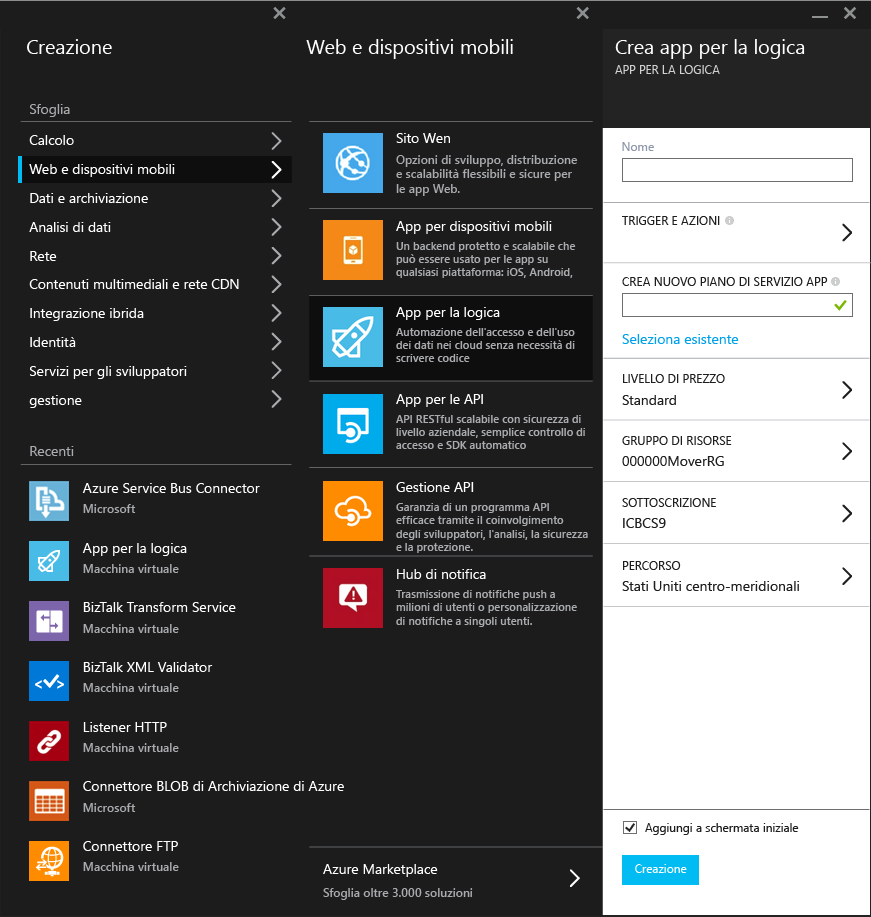 Creazione
Sfoglia
Calcolo
Web e dispositivi mobili
Dati e archiviazione
Analisi di dati
Rete
Contenuti multimediali e rete CDN
Integrazione ibrida
Identità
Servizi per gli sviluppatori
gestione
Recenti
Azure Service Bus Connector
Microsoft
App per la logica
Macchina virtuale
BizTalk Transform Service
Macchina virtuale
BizTalk XML Validator
Macchina virtuale
Listener HTTP
Macchina virtuale
Connettore BLOB di Archiviazione di Azure
Microsoft
Connettore FTP
Macchina virtuale
Web e dispositivi mobili
Sito Wen
Opzioni di sviluppo, distribuzione
e scalabilità flessibili e sicure per
le app Web.
App per dispositivi mobili
Un backend protetto e scalabile che
può essere usato per le app su
qualsiasi piattaforma: iOS, Android,
App per la logica
Automazione dell'accesso e dell'uso
dei dati nei cloud senza necessità di
scrivere codice
App per le API
API RESTful scalabile con sicurezza di
livello aziendale, semplice controllo di
accesso e SDK automatico
Gestione API
Garanzia di un programma API
efficace tramite il coinvolgimento
degli sviluppatori, l'analisi, la sicurezza
e la protezione.
Hub di notifica
Trasmissione di notifiche push a
milioni di utenti o personalizzazione
di notifiche a singoli utenti.
Azure Marketplace
Sfoglia oltre 3.000 soluzioni
Crea app per la logica
APP PER LA LOGICA
Nome
TRIGGER E AZIONI
CREA NUOVO PIANO DI SERVIZIO APP
Seleziona esistente
LIVELLO DI PREZZO
Standard
GRUPPO DI RISORSE
000000MoverRG
SOTTOSCRIZIONE
ICBCS9
PERCORSO
Stati Uniti centro-meridionali
Aggiungi a schermata iniziale
Creazione